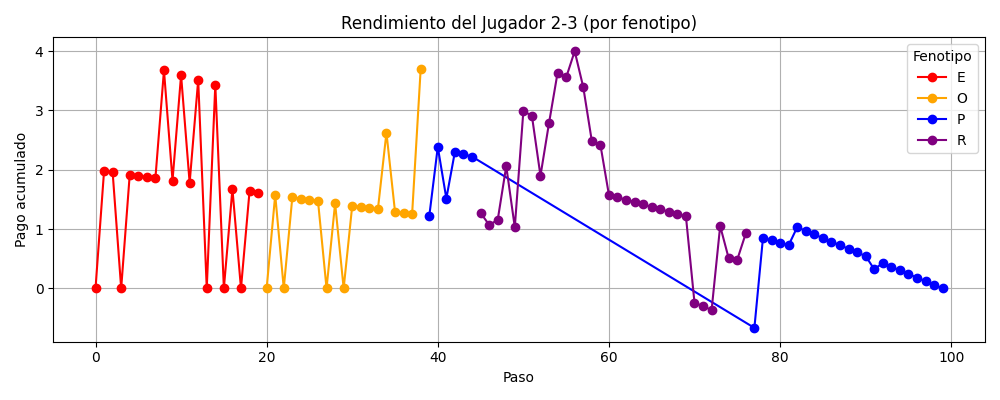 Rendimiento del Jugador 2-3 (por fenotipo)
Pago acumulado
4
3
2
1
0
Fenotipo
E
O
P
R
0 20 40 60 80 100
Paso